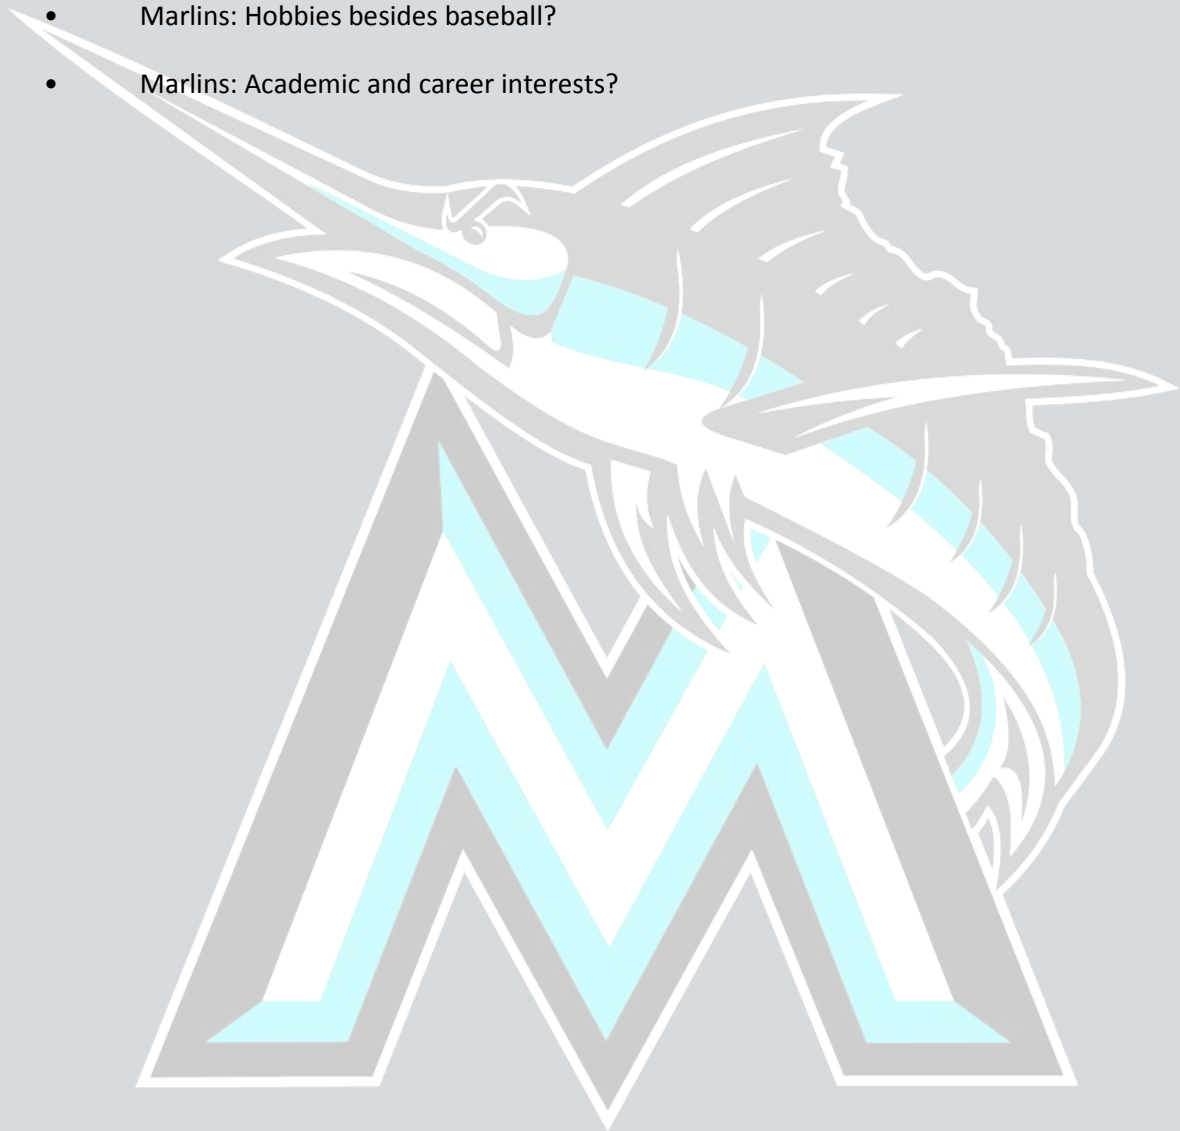 • Marlins: Hobbies besides baseball?
• Marlins: Academic and career interests?
M